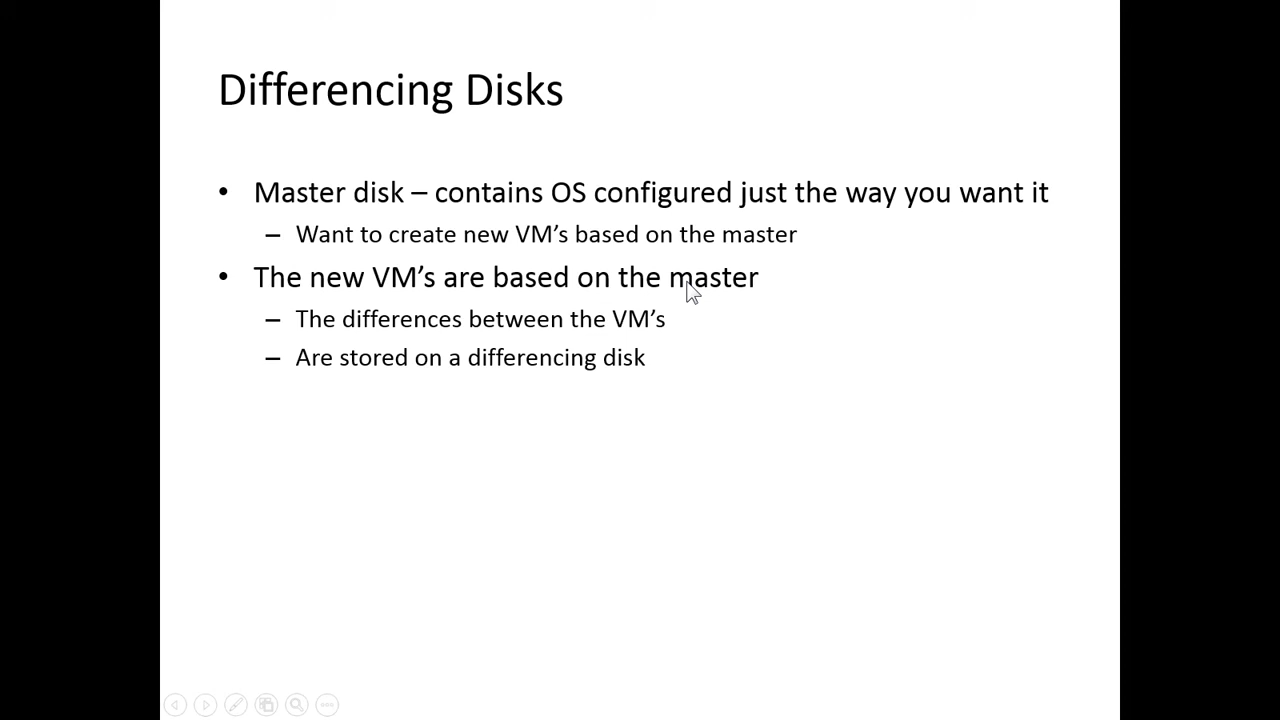 Differencing Disks
• Master disk – contains OS configured just the way you want it
– Want to create new VM’s based on the master
• The new VM’s are based on the master
– The differences between the VM’s
– Are stored on a differencing disk